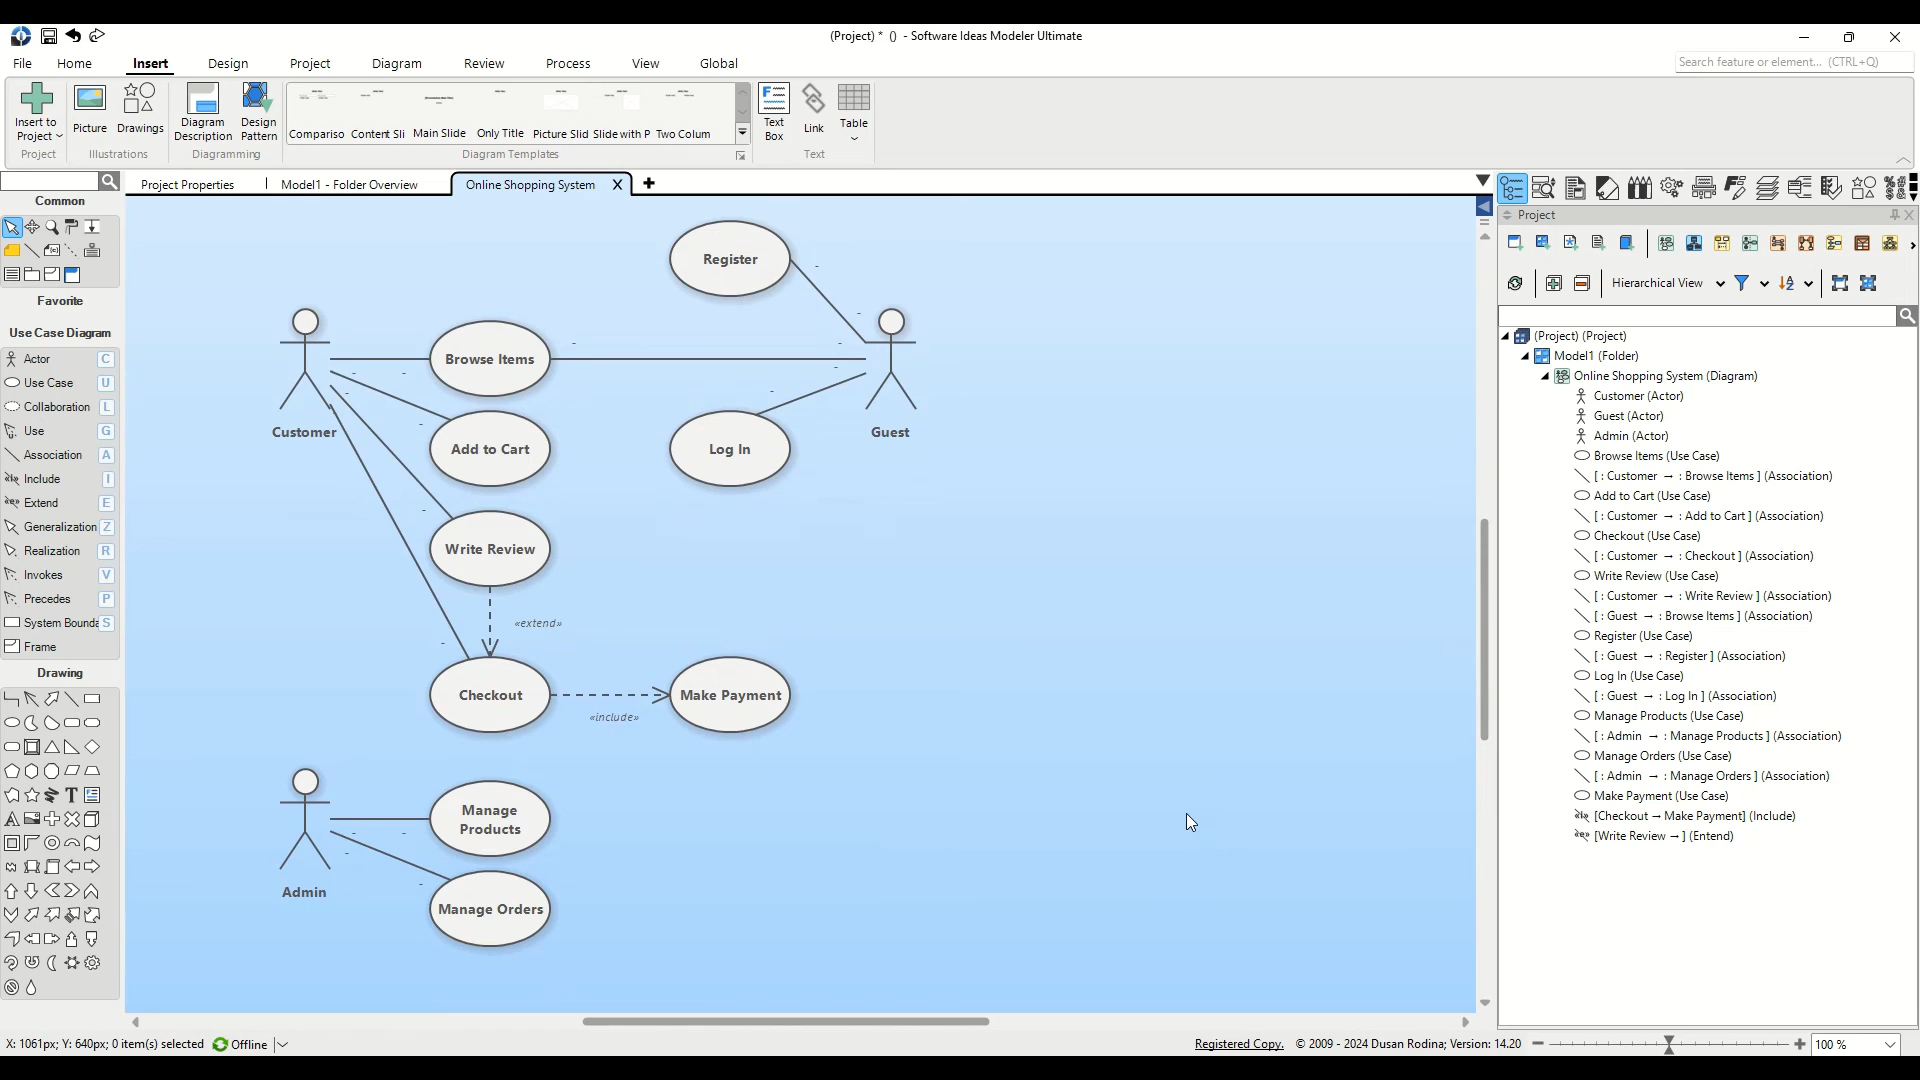 (Project) * () - Software Ideas Modeler Ultimate
File Home Insert Design Project Diagram Review Process View Global
Search feature or element... (CTRL+Q)
Insert to Project
Picture
Drawings
Diagram Description
Design Pattern
Compariso
Content Sli
Main Slide
Only Title
Picture Slid
Slide with P
Two Colum
Text Box
Link
Table
Project
Illustrations
Diagramming
Diagram Templates
Text
Project Properties
Model1 - Folder Overview
Online Shopping System X
Common
Favorite
Use Case Diagram
Actor C
Use Case U
Collaboration L
Use G
Association A
Include I
Extend E
Generalization Z
Realization R
Invokes V
Precedes P
System Bounda S
Frame
Drawing
Register
Browse Items
Customer
Guest
Add to Cart
Log In
Write Review
«extend»
Checkout
Make Payment
«include»
Manage
Products
Admin
Manage Orders
Project
Hierarchical View
(Project) (Project)
Model1 (Folder)
Online Shopping System (Diagram)
Customer (Actor)
Guest (Actor)
Admin (Actor)
Browse Items (Use Case)
[ : Customer → : Browse Items ] (Association)
Add to Cart (Use Case)
[ : Customer → : Add to Cart ] (Association)
Checkout (Use Case)
[ : Customer → : Checkout ] (Association)
Write Review (Use Case)
[ : Customer → : Write Review ] (Association)
[ : Guest → : Browse Items ] (Association)
Register (Use Case)
[ : Guest → : Register ] (Association)
Log In (Use Case)
[ : Guest → : Log In ] (Association)
Manage Products (Use Case)
[ : Admin → : Manage Products ] (Association)
Manage Orders (Use Case)
[ : Admin → : Manage Orders ] (Association)
Make Payment (Use Case)
[Checkout → Make Payment] (Include)
[Write Review → ] (Entend)
X: 1061px; Y: 640px; 0 item(s) selected
Offline
Registered Copy.
© 2009 - 2024 Dusan Rodina; Version: 14.20
100 %